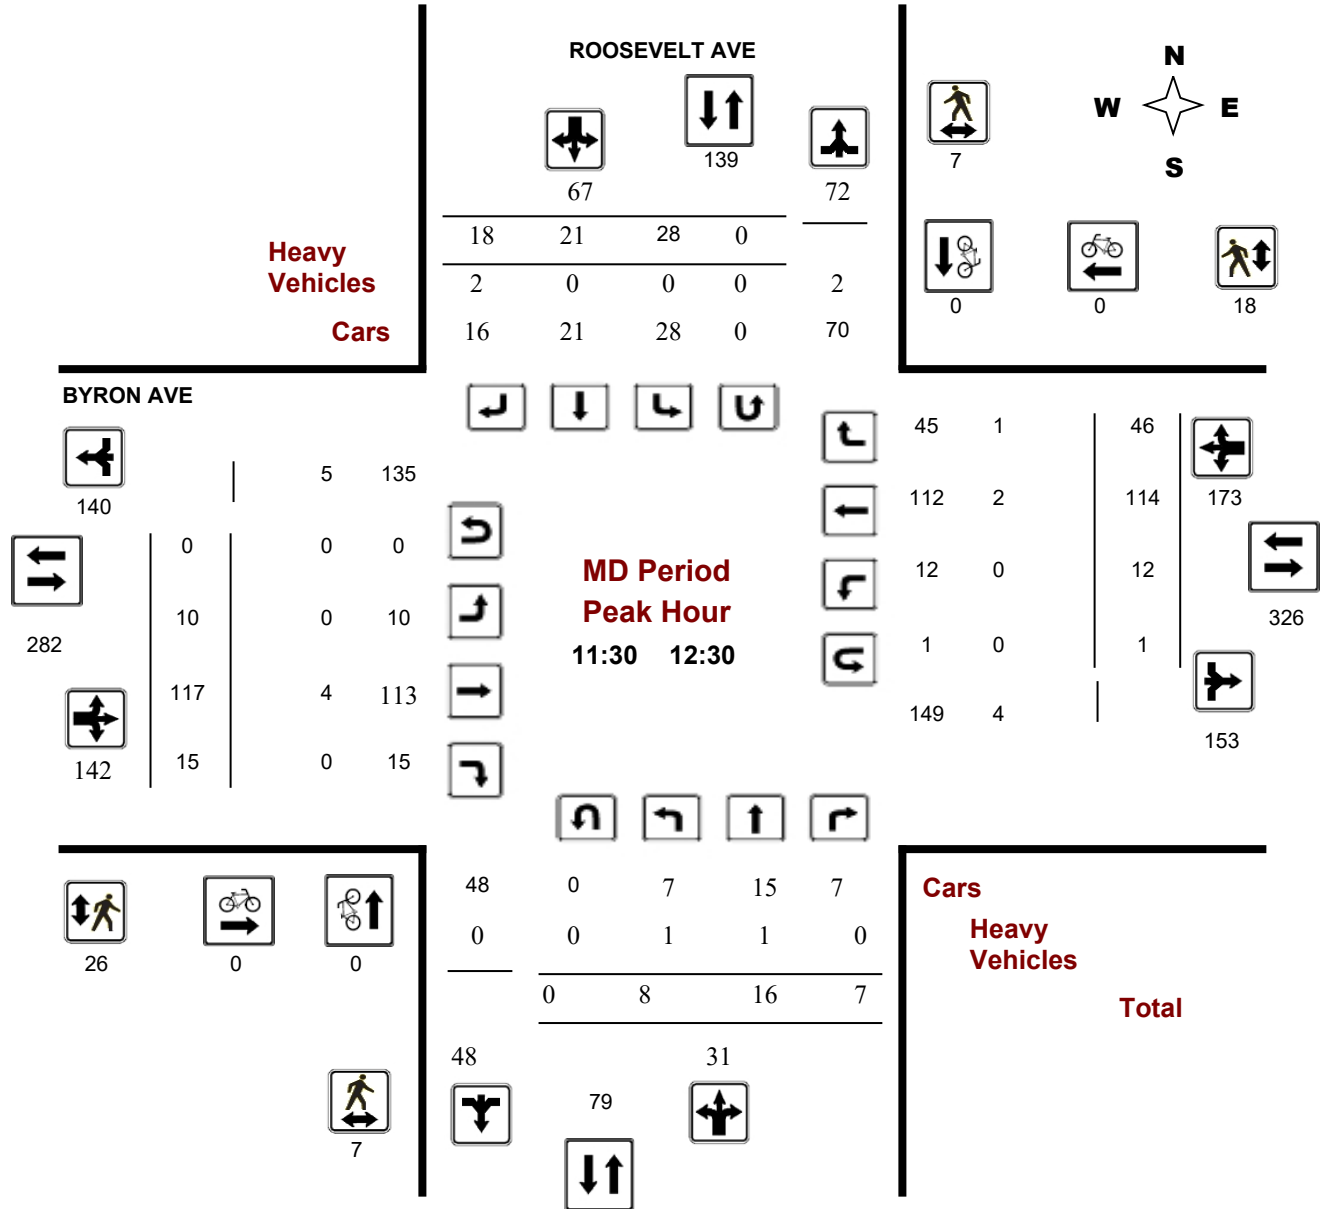 ROOSEVELT AVE
N
W E
S
139
7
67
72
18 21 28 0
Heavy
Vehicles
2 0 0 0 2
0 0 18
Cars
16 21 28 0 70
BYRON AVE
45 1 46
5 135
140
112 2 114 173
0 0 0
MD Period
12 0 12
10 0 10
Peak Hour
326
282
11:30 12:30
1 0 1
117 4 113
149 4
153
142 15 0 15
48 0 7 15 7
Cars
0 0 1 1 0
Heavy
Vehicles
26 0 0
0 8 16 7
Total
48 31
79
7